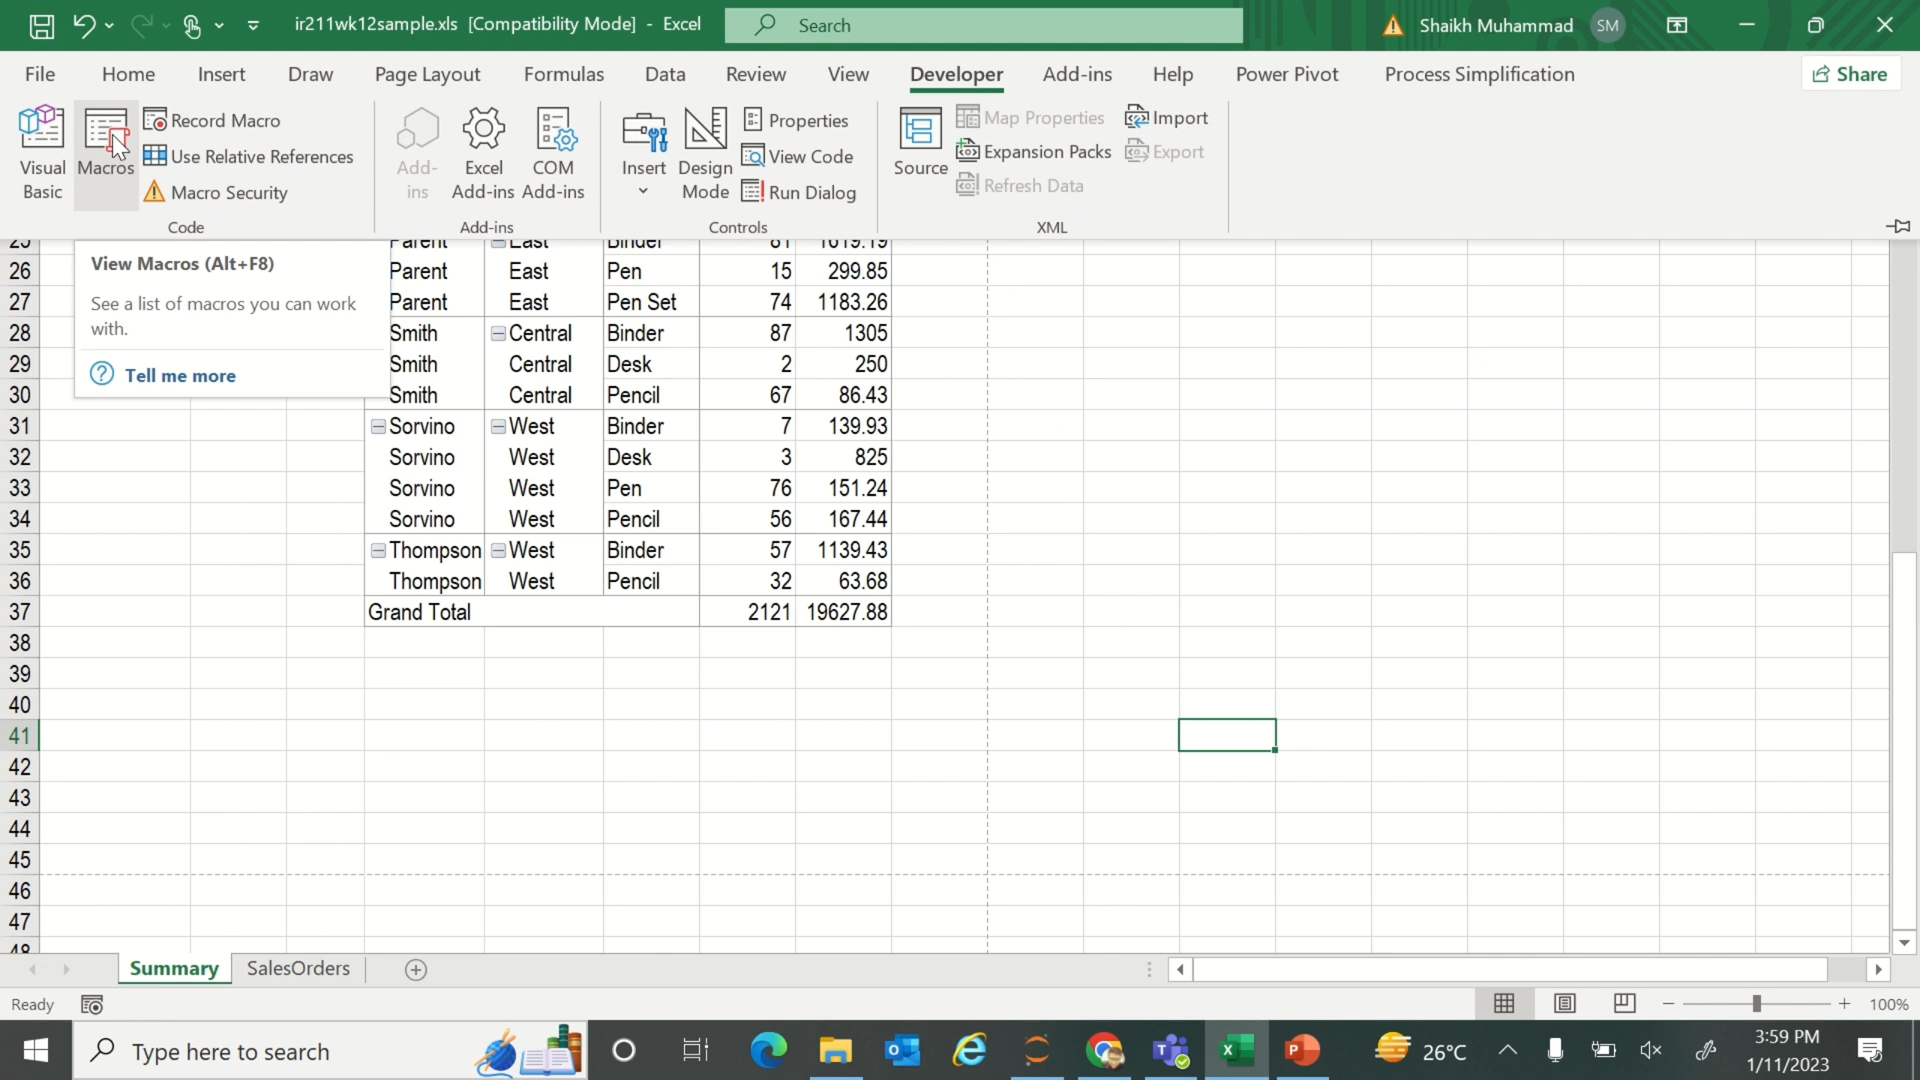 ir211wk12sample.xls [Compatibility Mode] - Excel
Search
Shaikh Muhammad
SM
File Home Insert Draw Page Layout Formulas Data Review View Developer Add-ins Help Power Pivot Process Simplification
Share
Visual Basic
Macros
Record Macro
Use Relative References
Macro Security
Code
Add-ins
Excel Add-ins
COM Add-ins
Add-ins
Insert
Design Mode
Properties
View Code
Run Dialog
Controls
Source
Map Properties
Expansion Packs
Refresh Data
Import
Export
XML
View Macros (Alt+F8)
See a list of macros you can work
with.
Tell me more
25 Parent East Binder 81 1619.19
26 Parent East Pen 15 299.85
27 Parent East Pen Set 74 1183.26
28 Smith Central Binder 87 1305
29 Smith Central Desk 2 250
30 Smith Central Pencil 67 86.43
31 Sorvino West Binder 7 139.93
32 Sorvino West Desk 3 825
33 Sorvino West Pen 76 151.24
34 Sorvino West Pencil 56 167.44
35 Thompson West Binder 57 1139.43
36 Thompson West Pencil 32 63.68
37 Grand Total 2121 19627.88
38
39
40
41
42
43
44
45
46
47
48
Summary SalesOrders
Ready
100%
Type here to search
26°C
3:59 PM
1/11/2023